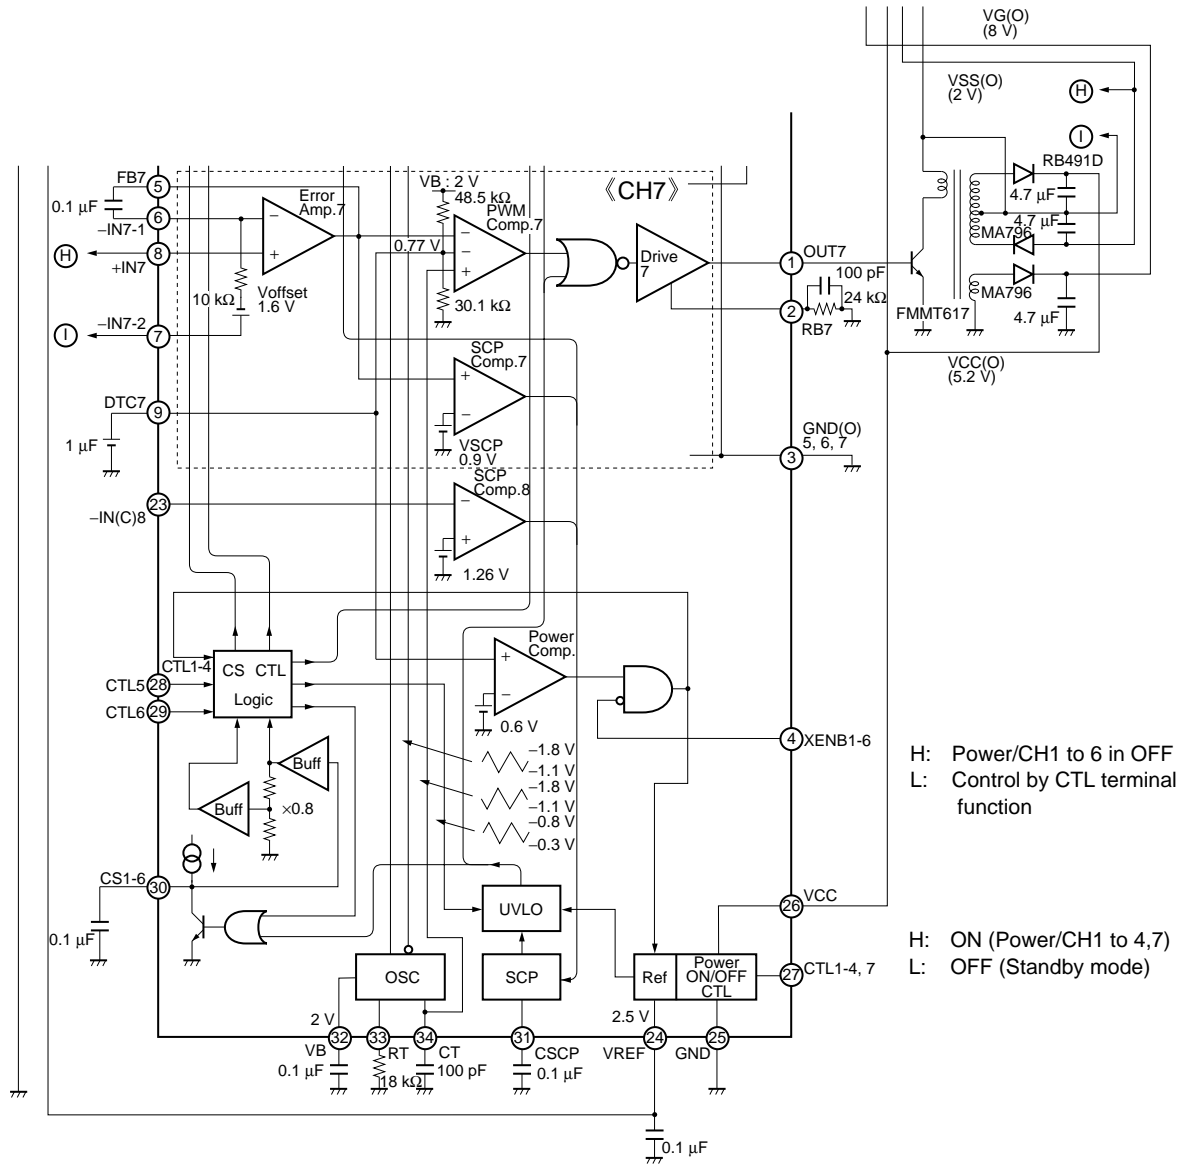 VG(O)
(8 V)
VSS(O)
(2 V)
H
I
RB491D
4.7 µF
4.7 µF
MA796
MA796
4.7 µF
FMMT617
VCC(O)
(5.2 V)
FB7
5
0.1 µF
6
–IN7-1
8
H
+IN7
10 kΩ
Voffset
1.6 V
–IN7-2
I
7
Error
Amp.7
–
+
VB : 2 V
48.5 kΩ
0.77 V
PWM
Comp.7
–
–
+
30.1 kΩ
《CH7》
Drive
7
OUT7
1
100 pF
24 kΩ
2
RB7
SCP
Comp.7
+
–
VSCP
0.9 V
DTC7
9
1 µF
GND(O)
5, 6, 7
3
SCP
Comp.8
–
+
1.26 V
23
–IN(C)8
CTL1-4
CS CTL
Logic
CTL5
28
CTL6
29
Power
Comp.
+
–
0.6 V
4
XENB1-6
H: Power/CH1 to 6 in OFF
L: Control by CTL terminal
function
Buff
Buff
×0.8
–1.8 V
–1.1 V
–1.8 V
–1.1 V
–0.8 V
–0.3 V
CS1-6
30
0.1 µF
UVLO
VCC
26
H: ON (Power/CH1 to 4,7)
L: OFF (Standby mode)
OSC
SCP
Ref
Power
ON/OFF
CTL
27
CTL1-4, 7
2 V
2.5 V
32
33
34
31
24
25
VB
RT
CT
CSCP
VREF
GND
0.1 µF
18 kΩ
100 pF
0.1 µF
0.1 µF